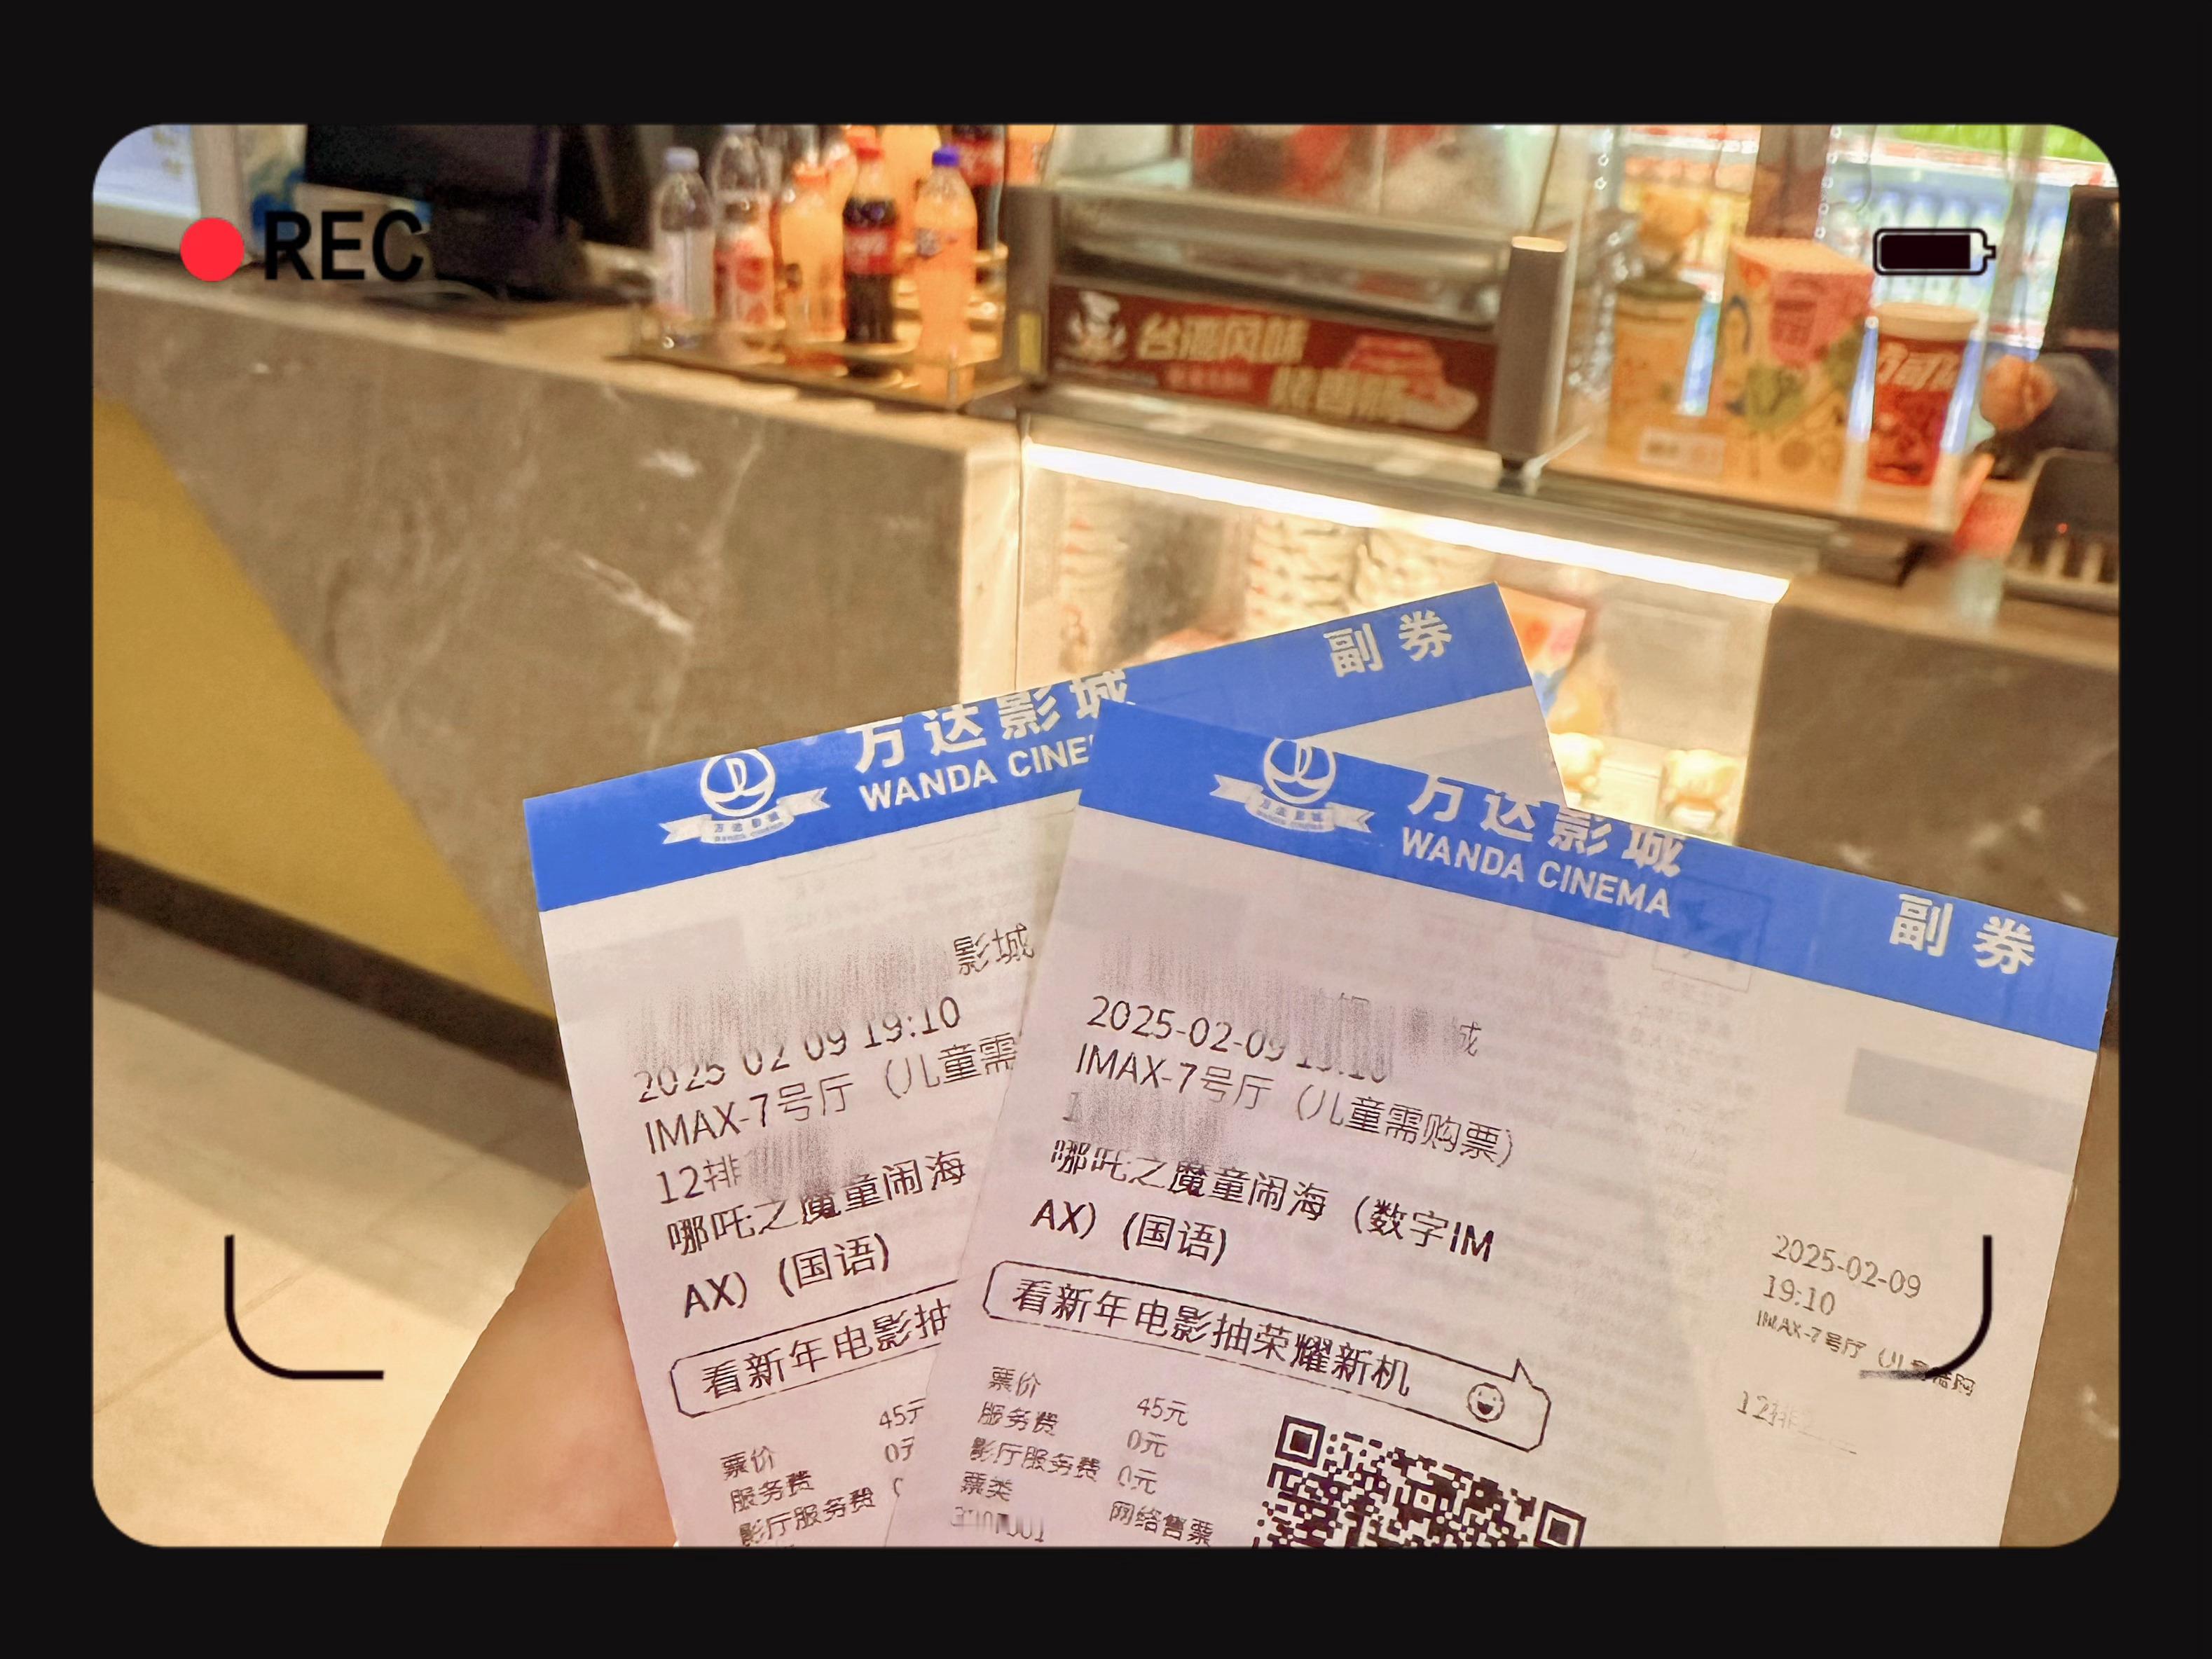 REC
台湾风味
烤香肠
万达影城
WANDA CINE
副券
影城
2025-02-09 19:10
IMAX-7号厅（儿童需
12排
哪吒之魔童闹海
AX）(国语)
看新年电影抽
票价 45元
服务费 0元
影厅服务费
万达影城
WANDA CINEMA
副券
2025-02-09
IMAX-7号厅（儿童需购票）
哪吒之魔童闹海（数字IM
AX）(国语)
看新年电影抽荣耀新机
票价 45元
服务费 0元
影厅服务费 0元
票类 网络售票
2025-02-09
19:10
IMAX-7号厅
12排